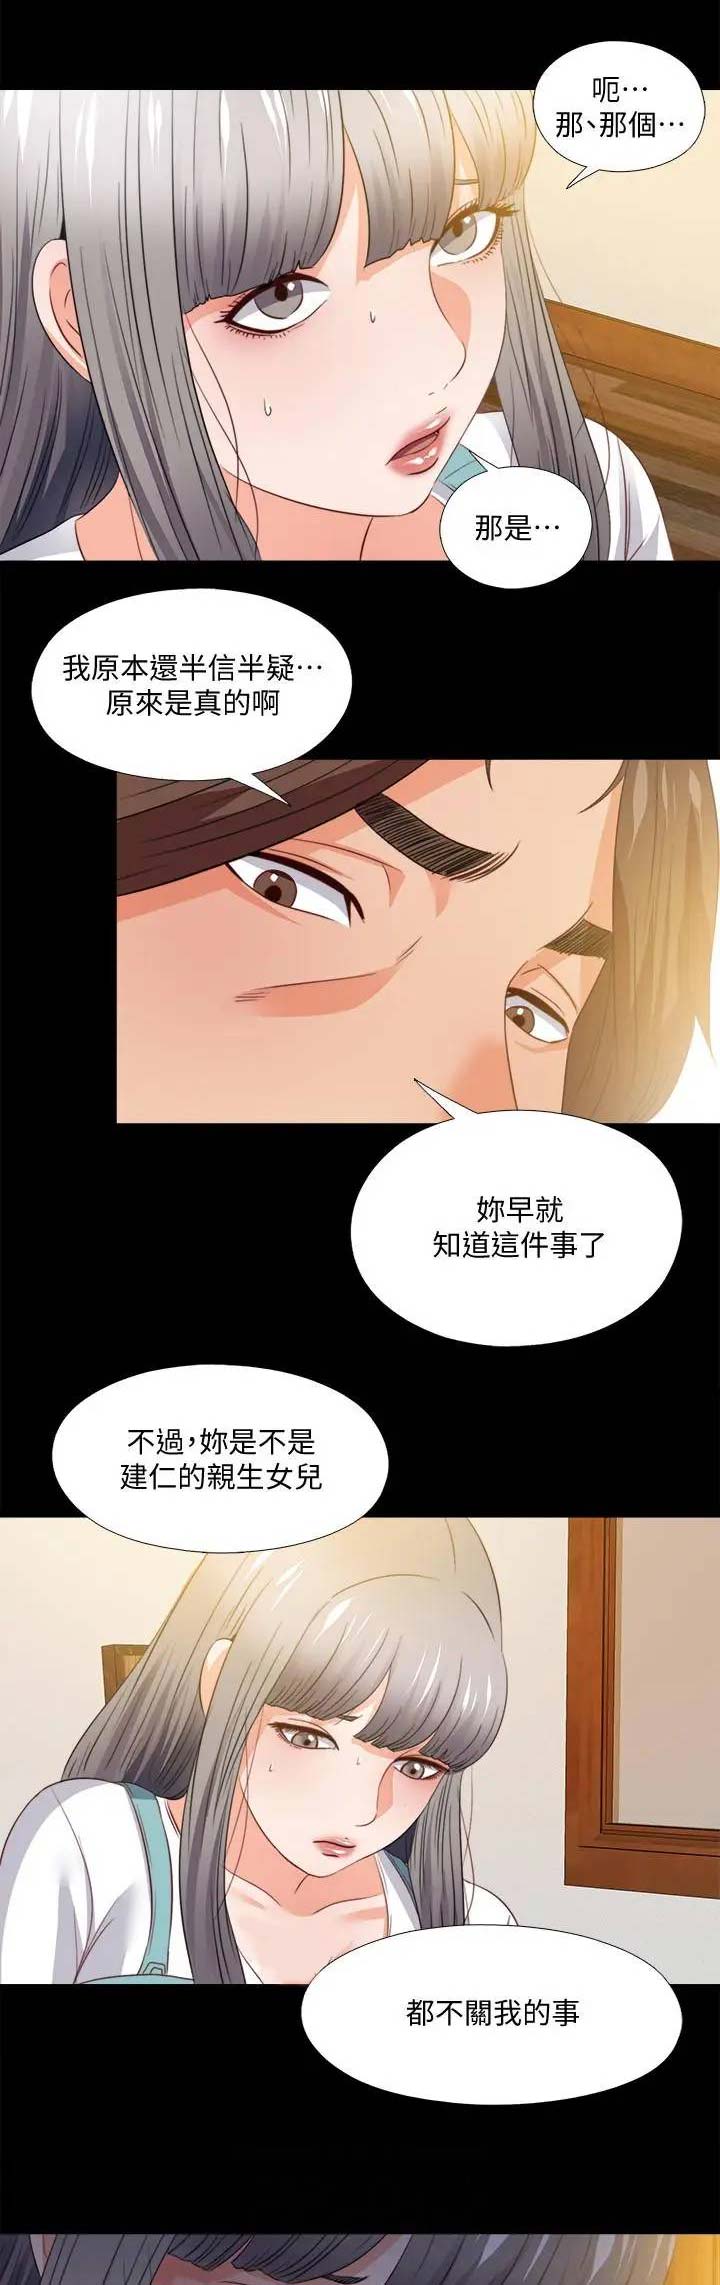 呃…
那、那個…
那是…
我原本還半信半疑…
原來是真的啊
妳早就
知道這件事了
不過,妳是不是
建仁的親生女兒
都不關我的事